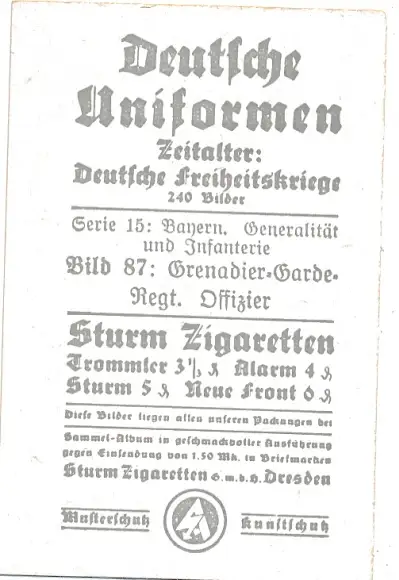 Deutſche
Uniformen
Zeitalter:
Deutſche Freiheitskriege
240 Bilder
Serie 15: Bayern. Generalität
und Infanterie
Bild 87: Grenadier-Garde-
Regt. Offizier
Sturm Zigaretten
Trommler 3⅓ ₰ Alarm 4 ₰
Sturm 5 ₰ Neue Front 6 ₰
Dieſe Bilder liegen allen unſeren Packungen bei
Sammel-Album in geſchmackvoller Ausführung
gegen Einſendung von 1.50 Mk. in Briefmarken
Sturm Zigaretten G.m.b.H. Dresden
Muſterſchutz
Kunſtſchutz